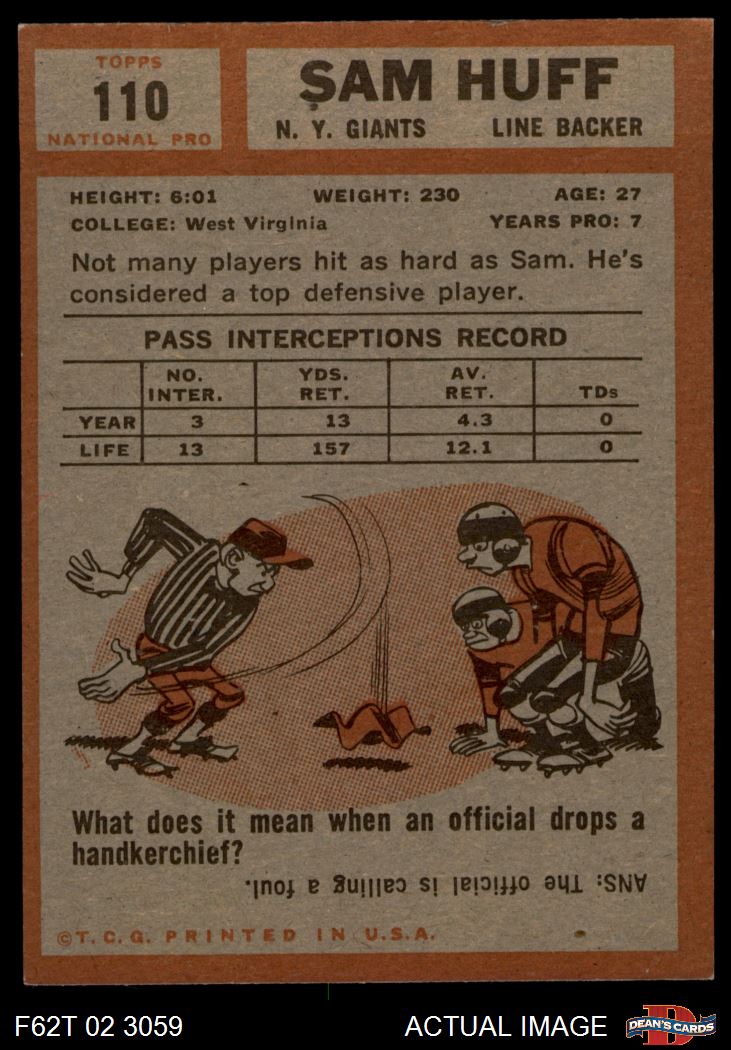 TOPPS
110
NATIONAL PRO
SAM HUFF
N. Y. GIANTS LINE BACKER
HEIGHT: 6:01 WEIGHT: 230 AGE: 27
COLLEGE: West Virginia YEARS PRO: 7
Not many players hit as hard as Sam. He's
considered a top defensive player.
PASS INTERCEPTIONS RECORD
NO. INTER. YDS. RET. AV. RET. TDs
YEAR 3 13 4.3 0
LIFE 13 157 12.1 0
What does it mean when an official drops a
handkerchief?
ANS: The official is calling a foul.
©T.C.G. PRINTED IN U.S.A.
F62T 02 3059 ACTUAL IMAGE DEAN'S CARDS